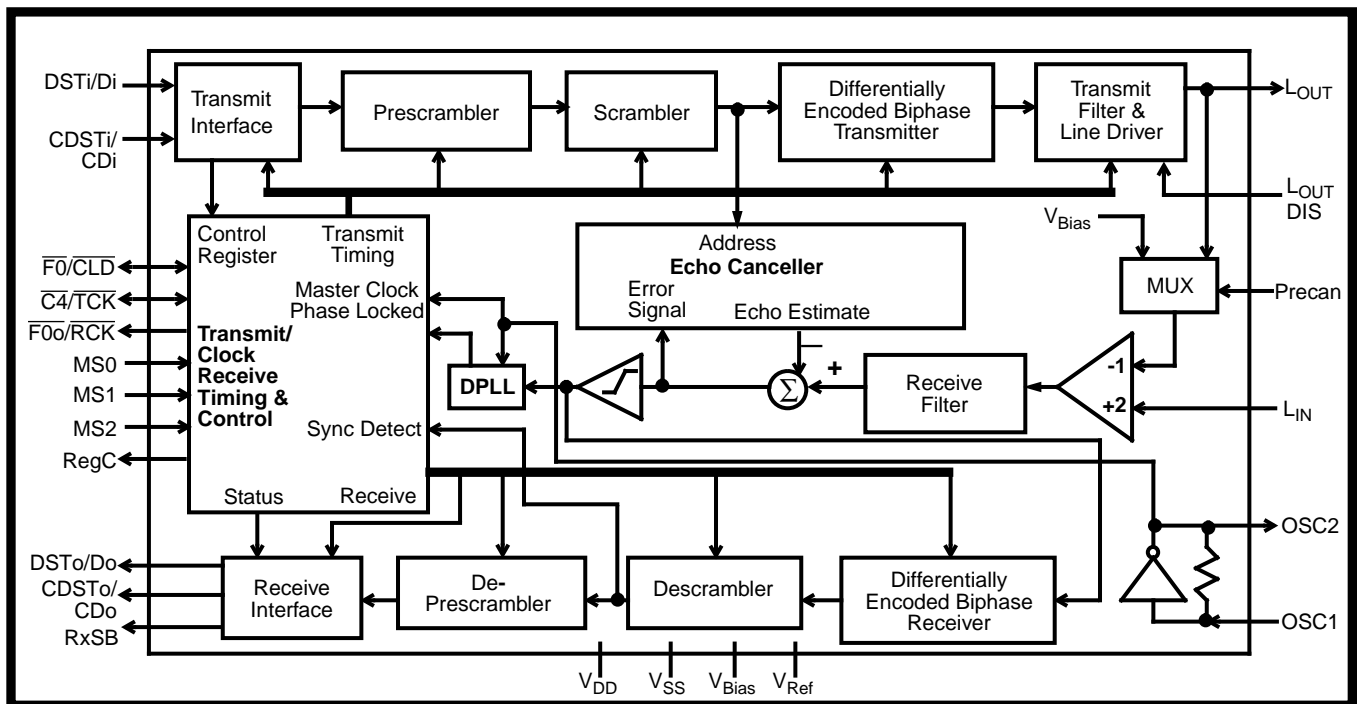 DSTi/Di
CDSTi/
CDi
Transmit
Interface
Prescrambler
Scrambler
Differentially
Encoded Biphase
Transmitter
Transmit
Filter &
Line Driver
LOUT
LOUT
DIS
VBias
MUX
Precan
Control
Register
Transmit
Timing
Master Clock
Phase Locked
Transmit/
Clock
Receive
Timing &
Control
Sync Detect
Status
Receive
F0/CLD
C4/TCK
F0o/RCK
MS0
MS1
MS2
RegC
Address
Echo Canceller
Error
Signal
Echo Estimate
DPLL
Σ
+
Receive
Filter
-1
+2
LIN
OSC2
OSC1
DSTo/Do
CDSTo/
CDo
RxSB
Receive
Interface
De-
Prescrambler
Descrambler
Differentially
Encoded Biphase
Receiver
VDD
VSS
VBias
VRef